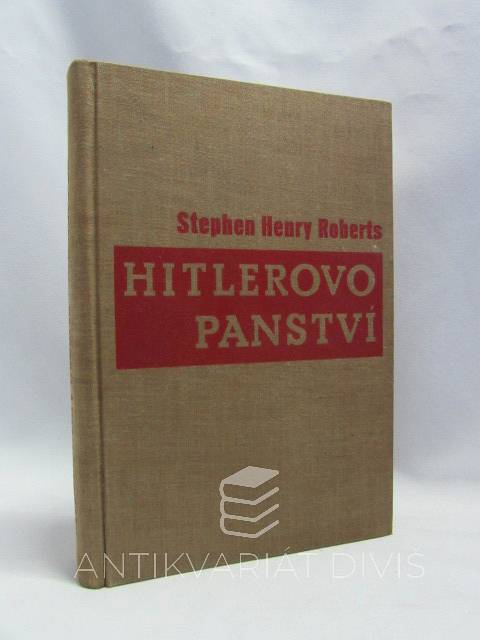 Stephen Henry Roberts
HITLEROVO
PANSTVÍ
ANTIKVARIÁT DIVIŠ